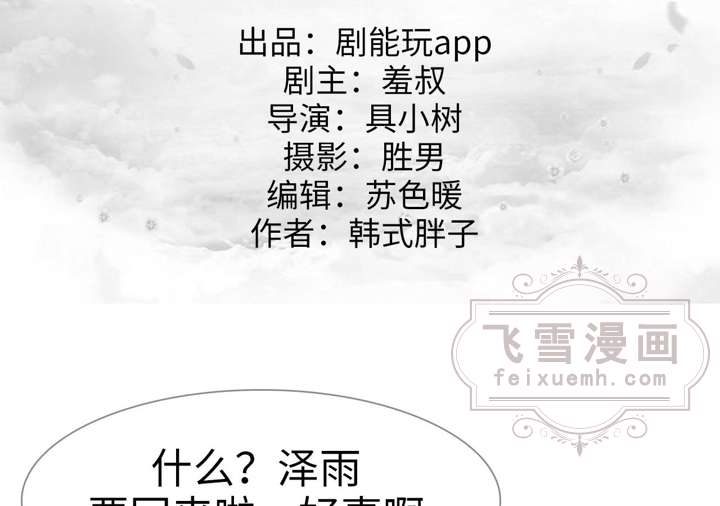 出品：剧能玩app
剧主：羞叔
导演：具小树
摄影：胜男
编辑：苏色暖
作者：韩式胖子
飞雪漫画
feixuemh.com
什么？泽雨